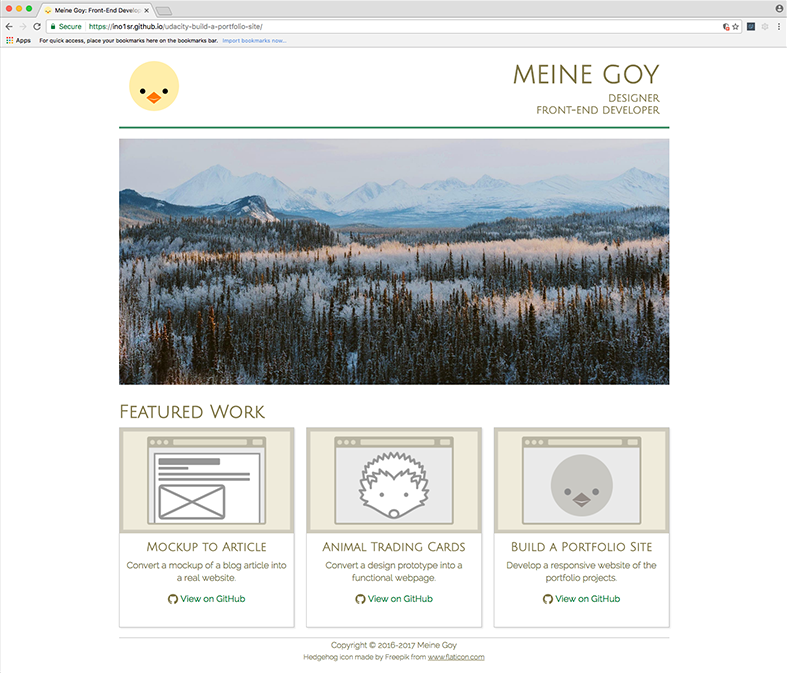 Meine Goy: Front-End Develo
Secure
https://ino1sr.github.io/udacity-build-a-portfolio-site/
Apps
For quick access, place your bookmarks here on the bookmarks bar.
Import bookmarks now...
MEINE GOY
DESIGNER
FRONT-END DEVELOPER
FEATURED WORK
MOCKUP TO ARTICLE
Convert a mockup of a blog article into
a real website.
View on GitHub
ANIMAL TRADING CARDS
Convert a design prototype into a
functional webpage.
View on GitHub
BUILD A PORTFOLIO SITE
Develop a responsive website of the
portfolio projects.
View on GitHub
Copyright © 2016-2017 Meine Goy
Hedgehog icon made by Freepik from www.flaticon.com